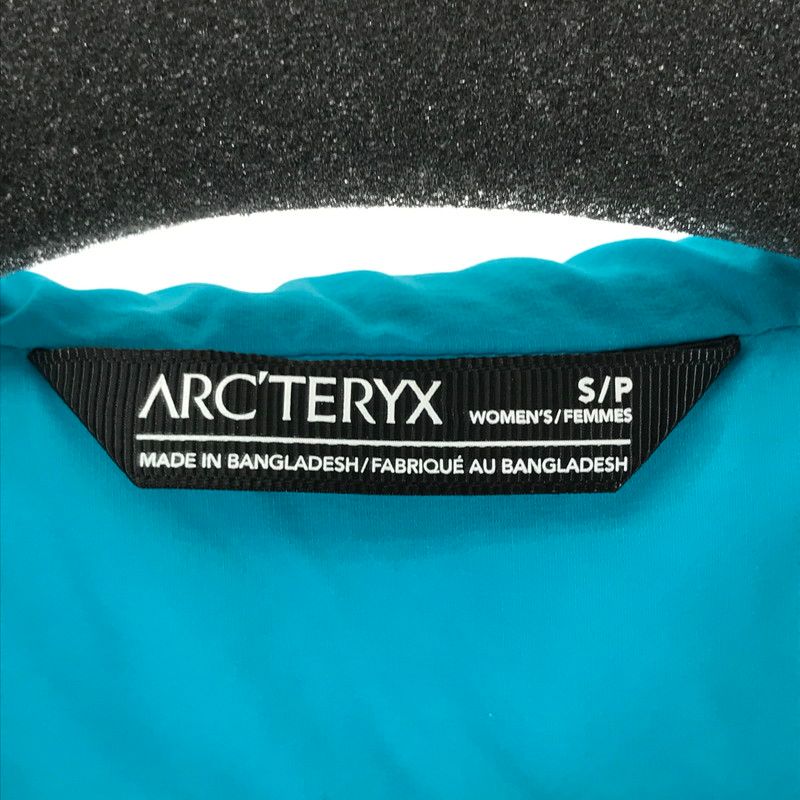 ARC'TERYX
S/P
WOMEN'S/FEMMES
MADE IN BANGLADESH/FABRIQUÉ AU BANGLADESH